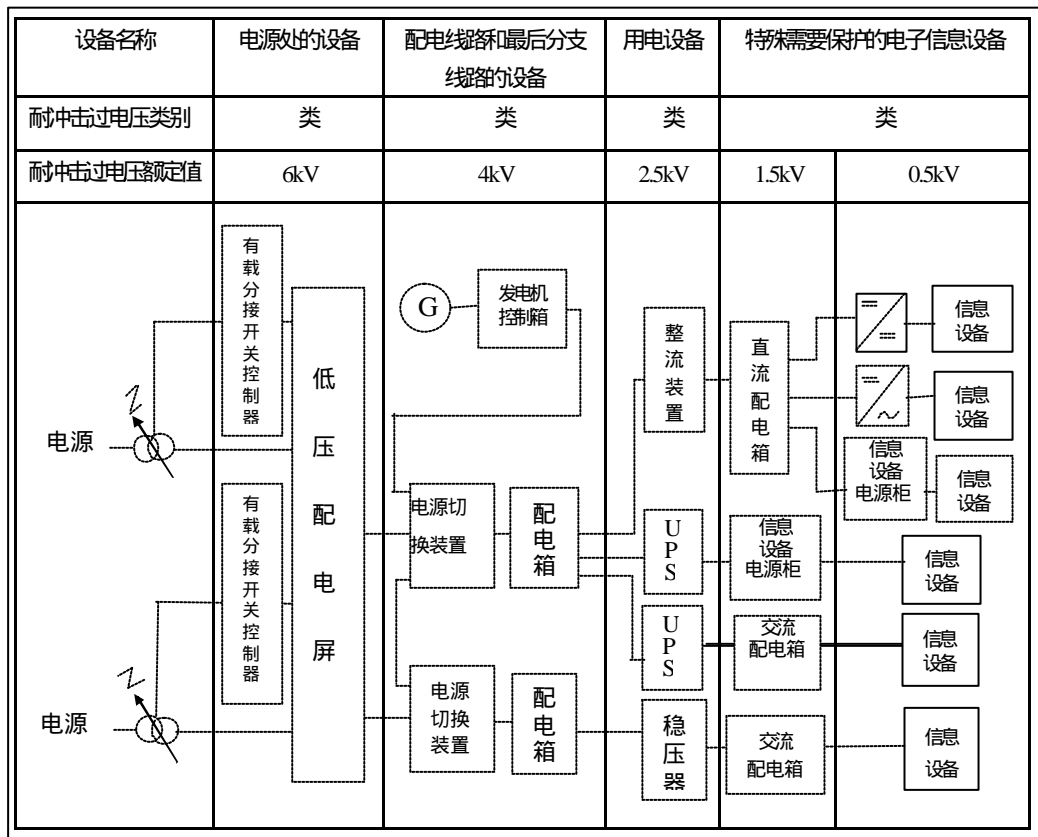 设备名称
电源处的设备
配电线路和最后分支
线路的设备
用电设备
特殊需要保护的电子信息设备
耐冲击过电压类别
类
类
类
类
耐冲击过电压额定值
6kV
4kV
2.5kV
1.5kV
0.5kV
有
载
分
接
开
关
控
制
器
低
压
配
电
屏
G
发电机
控制箱
整
流
装
置
直
流
配
电
箱
信息
设备
信息
设备
信息
设备
电源柜
信息
设备
电源
N
有
载
分
接
开
关
控
制
器
电源切
换装置
配
电
箱
U
P
S
信息
设备
电源柜
信息
设备
U
P
S
交流
配电箱
信息
设备
电源
N
电源
切换
装置
配
电
箱
稳
压
器
交流
配电箱
信息
设备